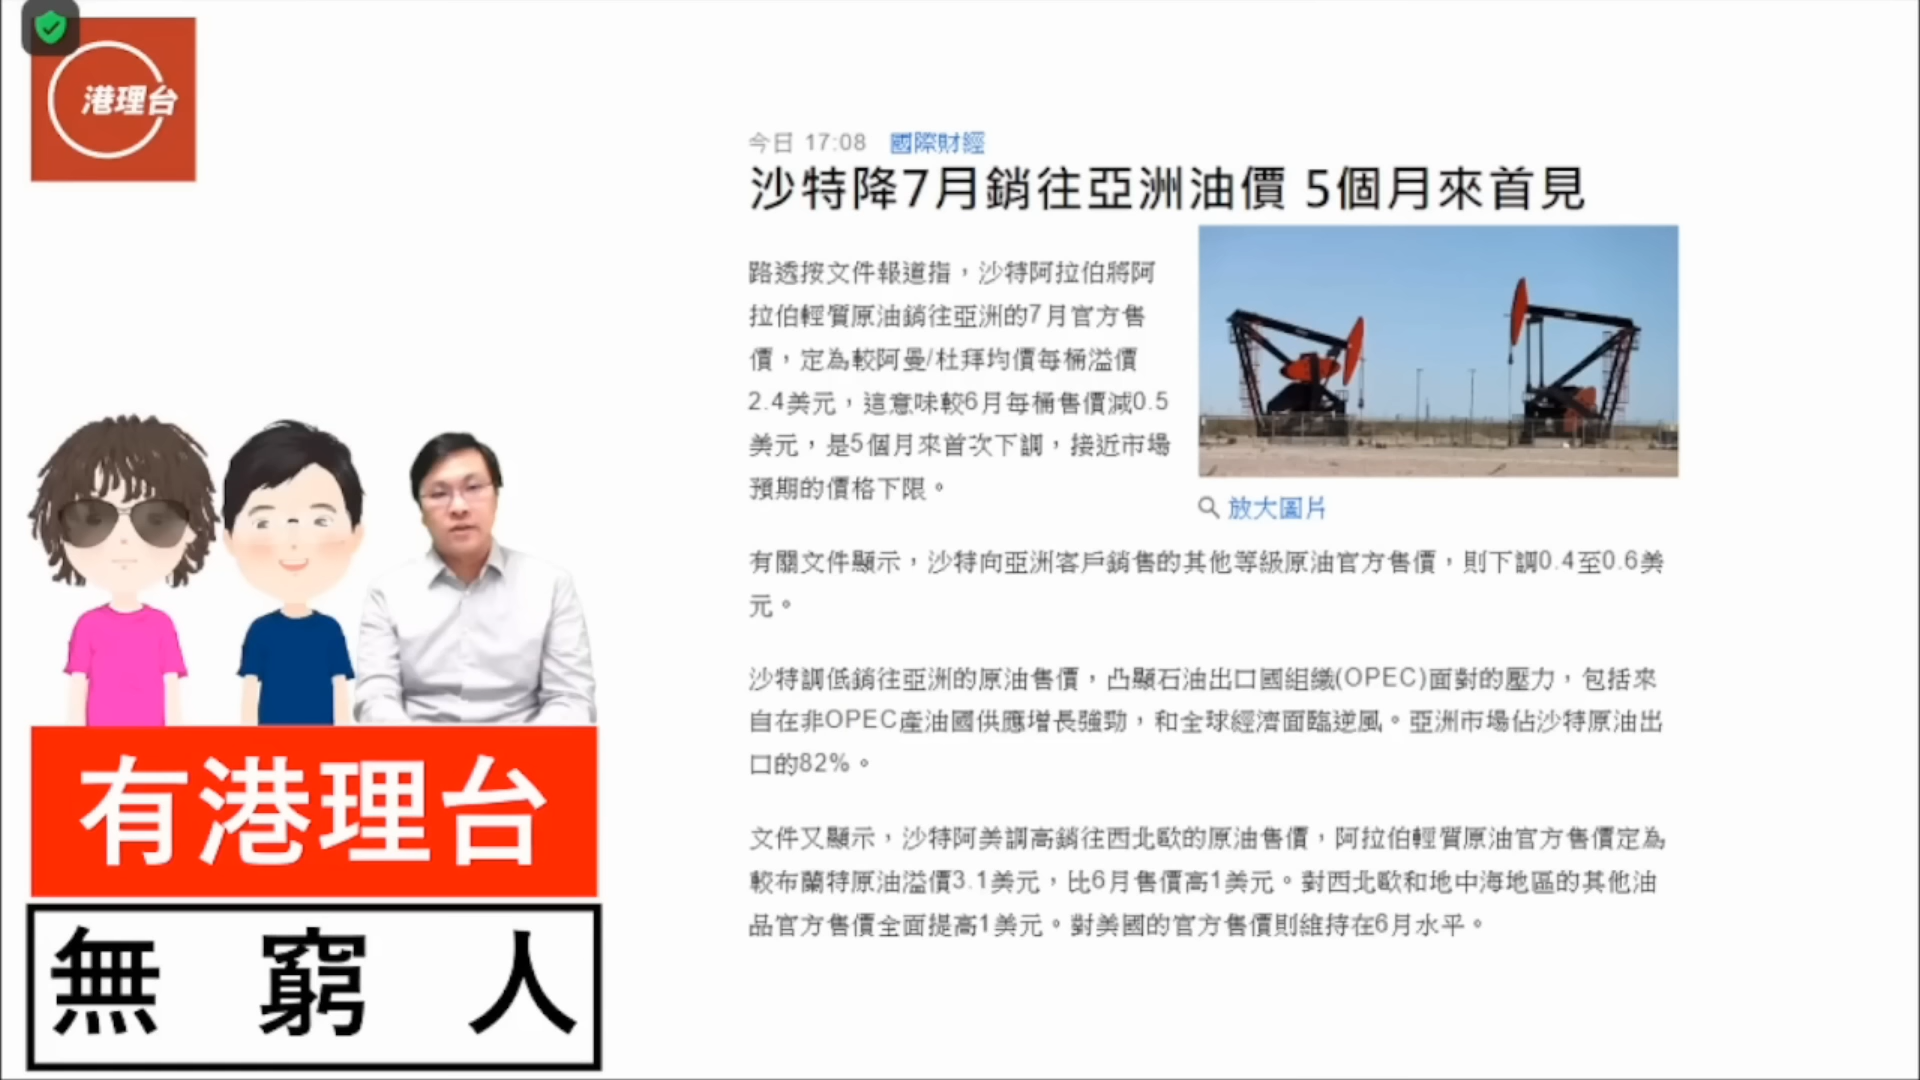 港理台
今日 17:08 國際財經
沙特降7月銷往亞洲油價 5個月來首見
路透按文件報道指，沙特阿拉伯將阿
拉伯輕質原油銷往亞洲的7月官方售
價，定為較阿曼/杜拜均價每桶溢價
2.4美元，這意味較6月每桶售價減0.5
美元，是5個月來首次下調，接近市場
預期的價格下限。
放大圖片
有關文件顯示，沙特向亞洲客戶銷售的其他等級原油官方售價，則下調0.4至0.6美
元。
沙特調低銷往亞洲的原油售價，凸顯石油出口國組織(OPEC)面對的壓力，包括來
自在非OPEC產油國供應增長強勁，和全球經濟面臨逆風。亞洲市場佔沙特原油出
口的82%。
文件又顯示，沙特阿美調高銷往西北歐的原油售價，阿拉伯輕質原油官方售價定為
較布蘭特原油溢價3.1美元，比6月售價高1美元。對西北歐和地中海地區的其他油
品官方售價全面提高1美元。對美國的官方售價則維持在6月水平。
有港理台
無窮人